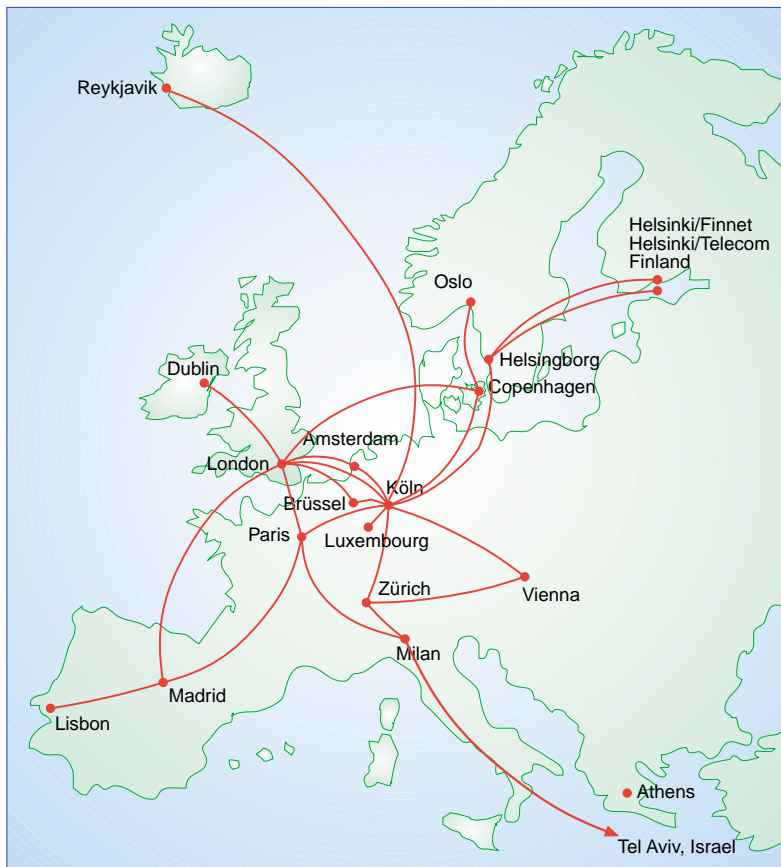 Reykjavik
Helsinki/Finnet
Helsinki/Telecom
Finland
Oslo
Helsingborg
Dublin
Copenhagen
Amsterdam
London
Köln
Brüssel
Paris
Luxembourg
Zürich
Vienna
Milan
Madrid
Lisbon
Athens
Tel Aviv, Israel